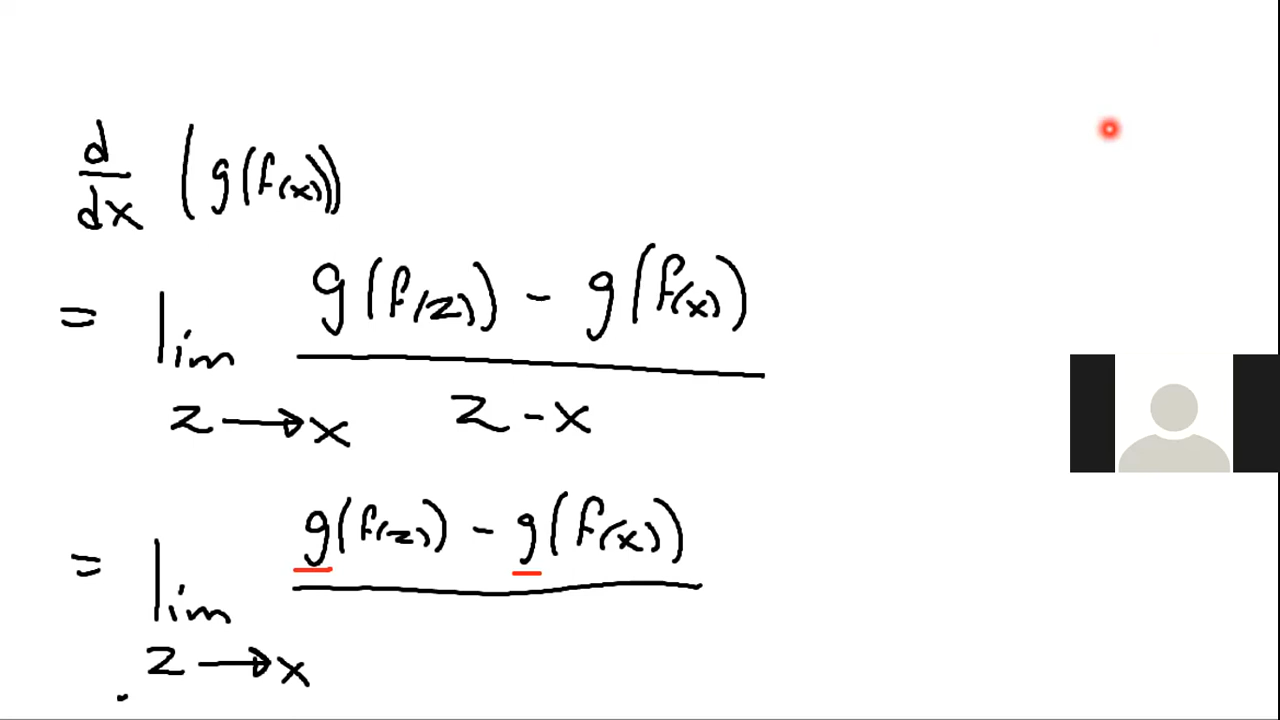 d
dx (g(f(x))
= lim g(f(z)) - g(f(x))
z → x z - x
= lim g(f(z)) - g(f(x))
z → x